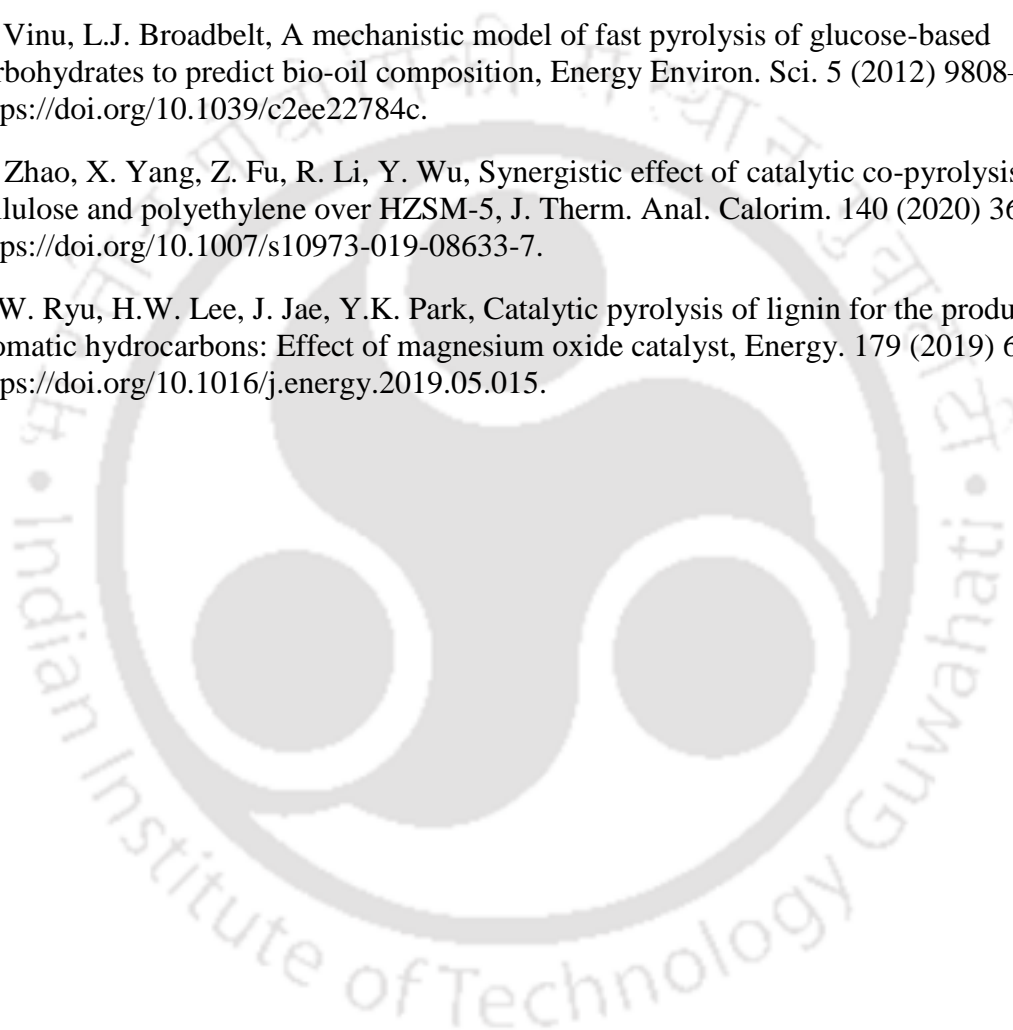 Vinu, L.J. Broadbelt, A mechanistic model of fast pyrolysis of glucose-based
rbohydrates to predict bio-oil composition, Energy Environ. Sci. 5 (2012) 9808–
ps://doi.org/10.1039/c2ee22784c.
Zhao, X. Yang, Z. Fu, R. Li, Y. Wu, Synergistic effect of catalytic co-pyrolysis
llulose and polyethylene over HZSM-5, J. Therm. Anal. Calorim. 140 (2020) 36
ps://doi.org/10.1007/s10973-019-08633-7.
W. Ryu, H.W. Lee, J. Jae, Y.K. Park, Catalytic pyrolysis of lignin for the produ
omatic hydrocarbons: Effect of magnesium oxide catalyst, Energy. 179 (2019) 6
ps://doi.org/10.1016/j.energy.2019.05.015.
Indian Institute of Technology Guwahati